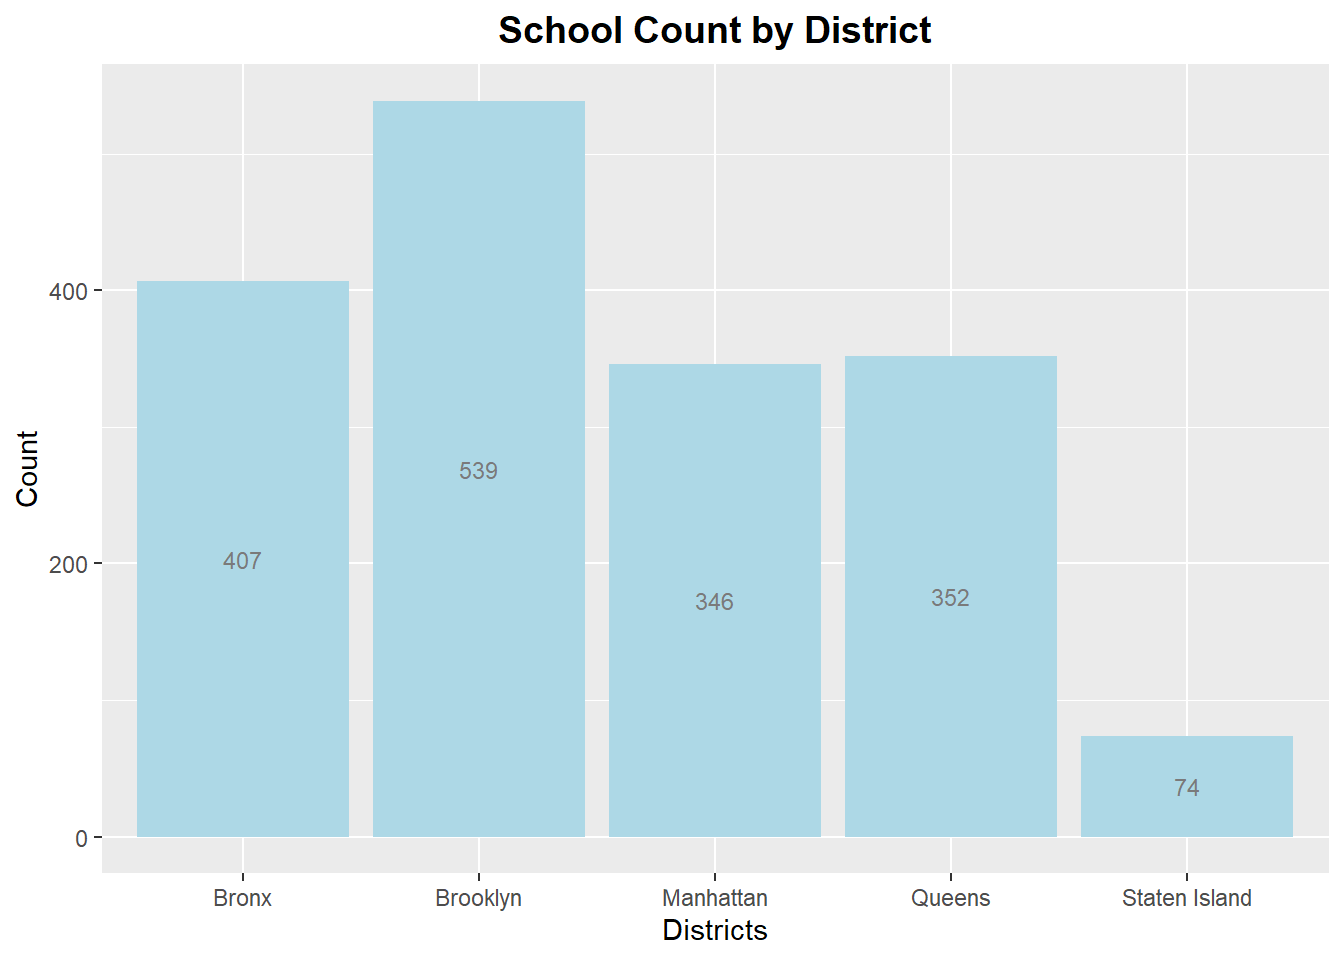 School Count by District
Count
400
200
0
407
539
346
352
74
Bronx
Brooklyn
Manhattan
Queens
Staten Island
Districts